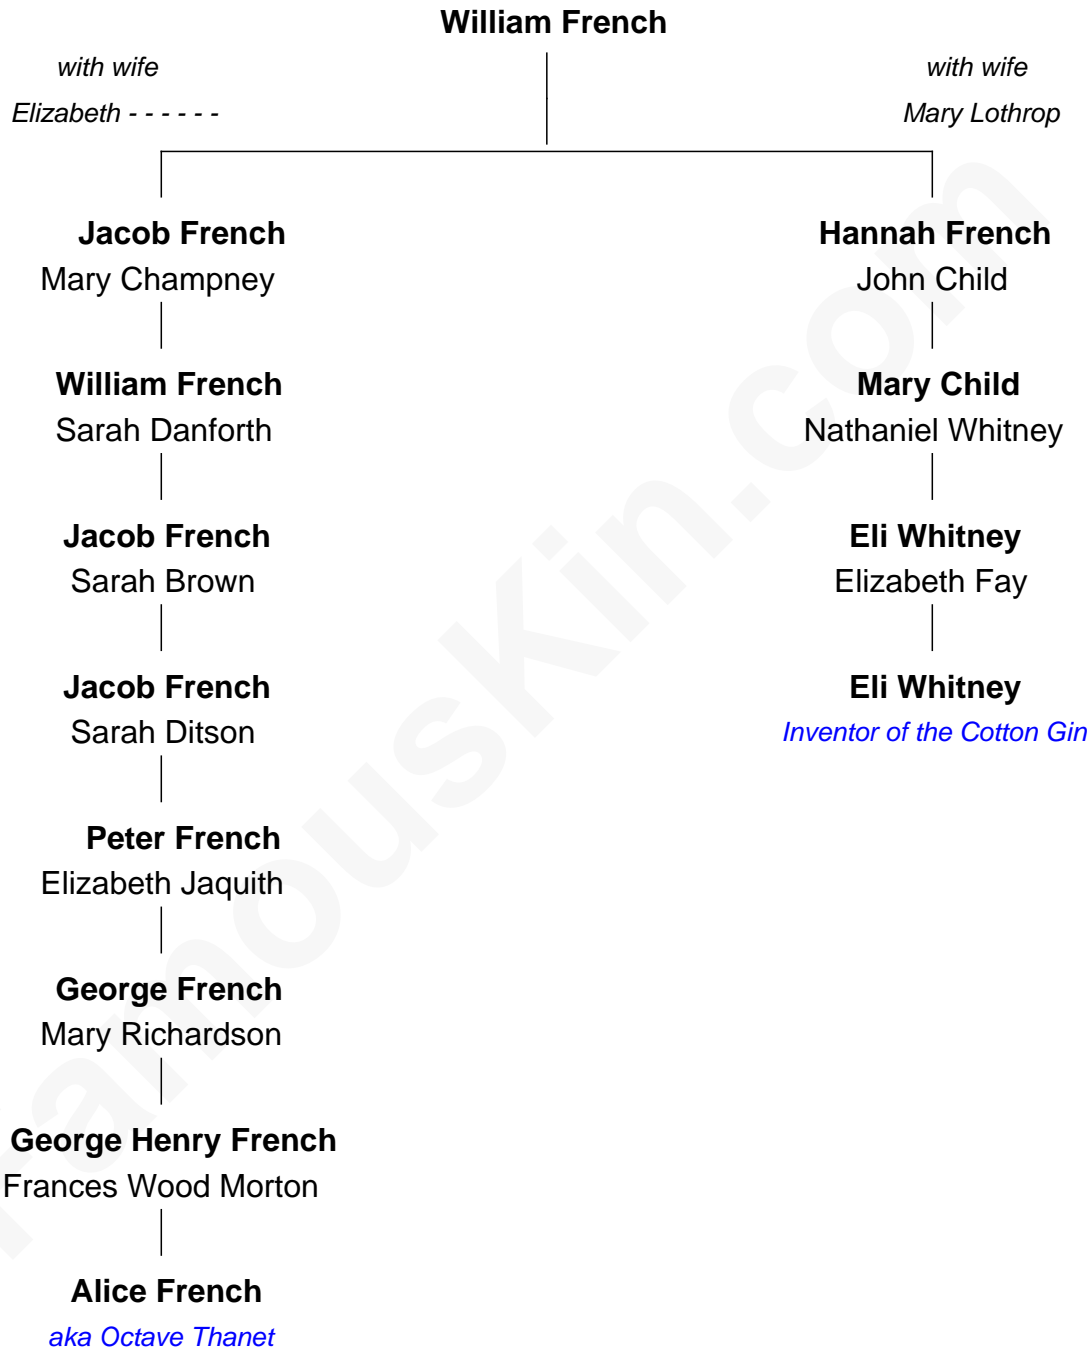 William French
with wife
Elizabeth - - - - - -
with wife
Mary Lothrop
Jacob French
Mary Champney
Hannah French
John Child
William French
Sarah Danforth
Mary Child
Nathaniel Whitney
Jacob French
Sarah Brown
Eli Whitney
Elizabeth Fay
Jacob French
Sarah Ditson
Eli Whitney
Inventor of the Cotton Gin
Peter French
Elizabeth Jaquith
George French
Mary Richardson
George Henry French
Frances Wood Morton
Alice French
aka Octave Thanet
FamousKin.com